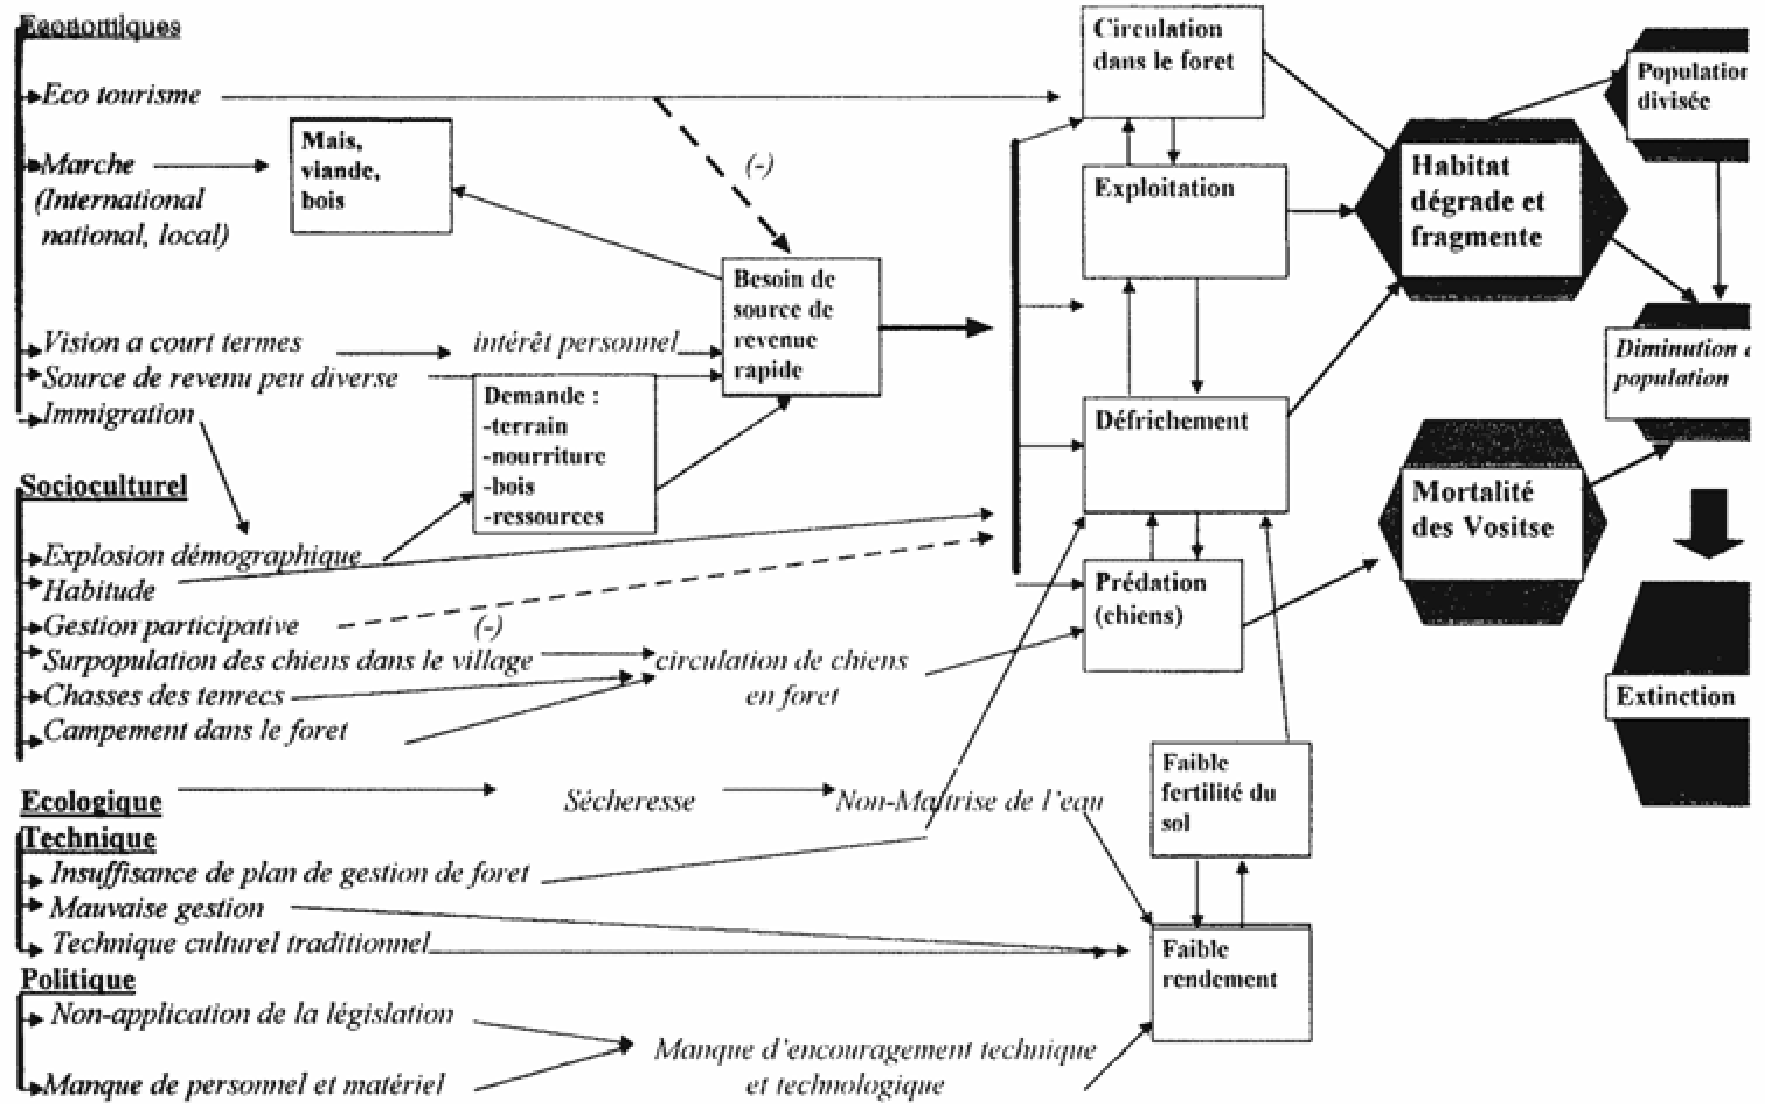 Economiques
Eco tourisme
Marche
(International
national, local)
Mais,
viande,
bois
(-)
Besoin de
source de
revenue
rapide
Vision a court termes
intérêt personnel
Source de revenu peu diverse
Immigration
Demande :
-terrain
-nourriture
-bois
-ressources
Socioculturel
Explosion démographique
Habitude
Gestion participative
(-)
Surpopulation des chiens dans le village
Chasses des tenrecs
Campement dans le foret
circulation de chiens
en foret
Ecologique
Sécheresse
Non-Maîtrise de l'eau
Technique
Insuffisance de plan de gestion de foret
Mauvaise gestion
Technique culturel traditionnel
Politique
Non-application de la législation
Manque de personnel et matériel
Manque d'encouragement technique
et technologique
Circulation
dans le foret
Exploitation
Défrichement
Prédation
(chiens)
Faible
fertilité du
sol
Faible
rendement
Habitat
dégrade et
fragmente
Mortalité
des Vositse
Population
divisée
Diminution
population
Extinction